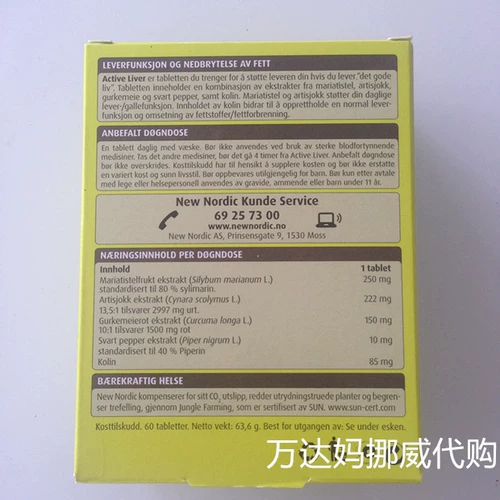 LEVERFUNKSJON OG NEDBRYTELSE AV FETT
Active Liver er tabletten du trenger for å støtte leveren din hvis du lever."det gode
liv". Tabletten inneholder en kombinasjon av ekstrakter fra mariatistel, artisjokk,
gurkemeie og svart pepper, samt kolin. Mariatistel og artisjokk støtter din daglige
lever-/gallefunksjon. Innholdet av kolin bidrar til å opprettholde en normal lever-
funksjon og omsetning av fettstoffer/fettforbrenning.
ANBEFALT DØGNDOSE
En tablett daglig med væske. Bør ikke anvendes ved bruk av sterke blodfortynnende
medisiner. Tas det andre medisiner, bør det gå 4 timer fra Active Liver. Anbefalt døgndose
bør ikke overskrides. Kosttilskudd har til hensikt å supplere kosten og bør ikke erstatte
en variert kost og sunn livsstil. Bør oppbevares utilgjengelig for barn. Bør kun etter avtale
med lege eller helsepersonell anvendes av gravide, ammende eller barn under 11 år.
New Nordic Kunde Service
69 25 73 00
www.newnordic.no
New Nordic AS, Prinsensgate 9, 1530 Moss
NÆRINGSINNHOLD PER DØGNDOSE
Innhold 1 tablet
Mariatistelfrukt ekstrakt (Silybum marianum L.) 250 mg
standardisert til 80 % sylimarin.
Artisjokk ekstrakt (Cynara scolymus L.) 222 mg
13,5:1 tilsvarer 2997 mg urt.
Gurkemeierot ekstrakt (Curcuma longa L.) 150 mg
10:1 tilsvarer 1500 mg rot
Svart pepper ekstrakt (Piper nigrum L.) 10 mg
standardisert til 40 % Piperin
Kolin 85 mg
BÆREKRAFTIG HELSE
New Nordic kompenserer for sitt CO2 utslipp, redder utrydningstruede planter og begren-
ser trefelling, gjennom Jungle Farming, som er sertifisert av SUN. www.sun-cert.com
Kosttilskudd. 60 tabletter. Netto vekt: 63,6 g. Best før utgangen av: Se under esken.
万达妈挪威代购